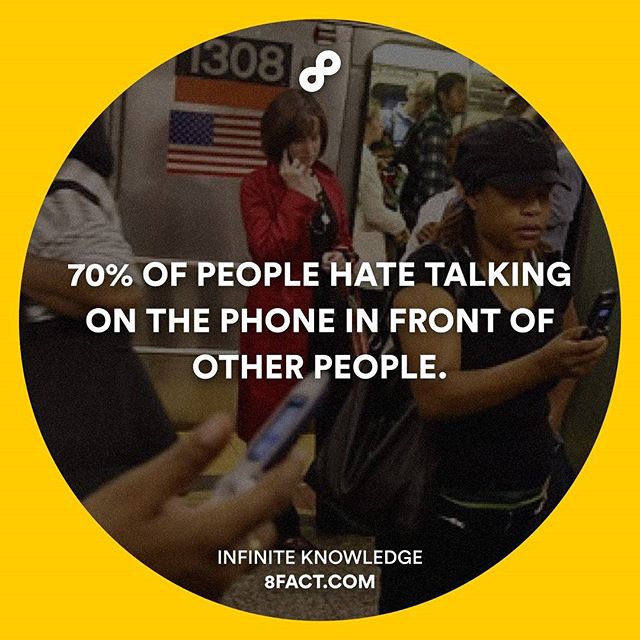 1308
70% OF PEOPLE HATE TALKING
ON THE PHONE IN FRONT OF
OTHER PEOPLE.
INFINITE KNOWLEDGE
8FACT.COM